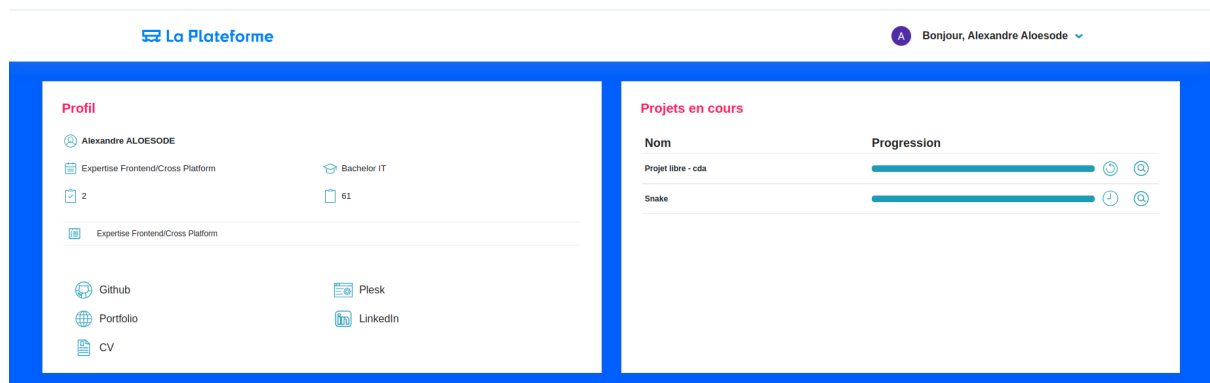 La Plateforme
A Bonjour, Alexandre Aloesode
Profil
Alexandre ALOESODE
Expertise Frontend/Cross Platform
Bachelor IT
2
61
Expertise Frontend/Cross Platform
Github
Plesk
Portfolio
LinkedIn
CV
Projets en cours
Nom Progression
Projet libre - cda
Snake